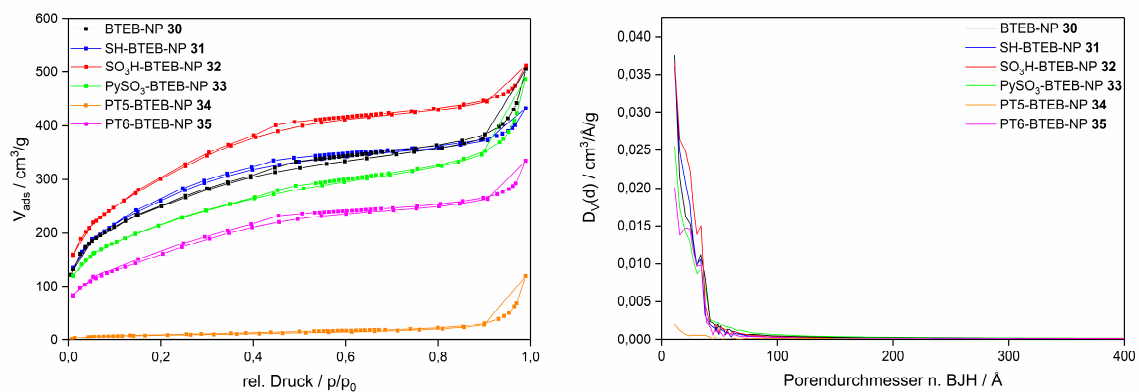 600
500
400
300
200
100
0
V_ads / cm³/g
BTEB-NP 30
SH-BTEB-NP 31
SO₃H-BTEB-NP 32
PySO₃-BTEB-NP 33
PT5-BTEB-NP 34
PT6-BTEB-NP 35
0,0 0,2 0,4 0,6 0,8 1,0
rel. Druck / p/p₀
0,040
0,035
0,030
0,025
0,020
0,015
0,010
0,005
0,000
D_V(d) / cm³/Å/g
BTEB-NP 30
SH-BTEB-NP 31
SO₃H-BTEB-NP 32
PySO₃-BTEB-NP 33
PT5-BTEB-NP 34
PT6-BTEB-NP 35
0 100 200 300 400
Porendurchmesser n. BJH / Å